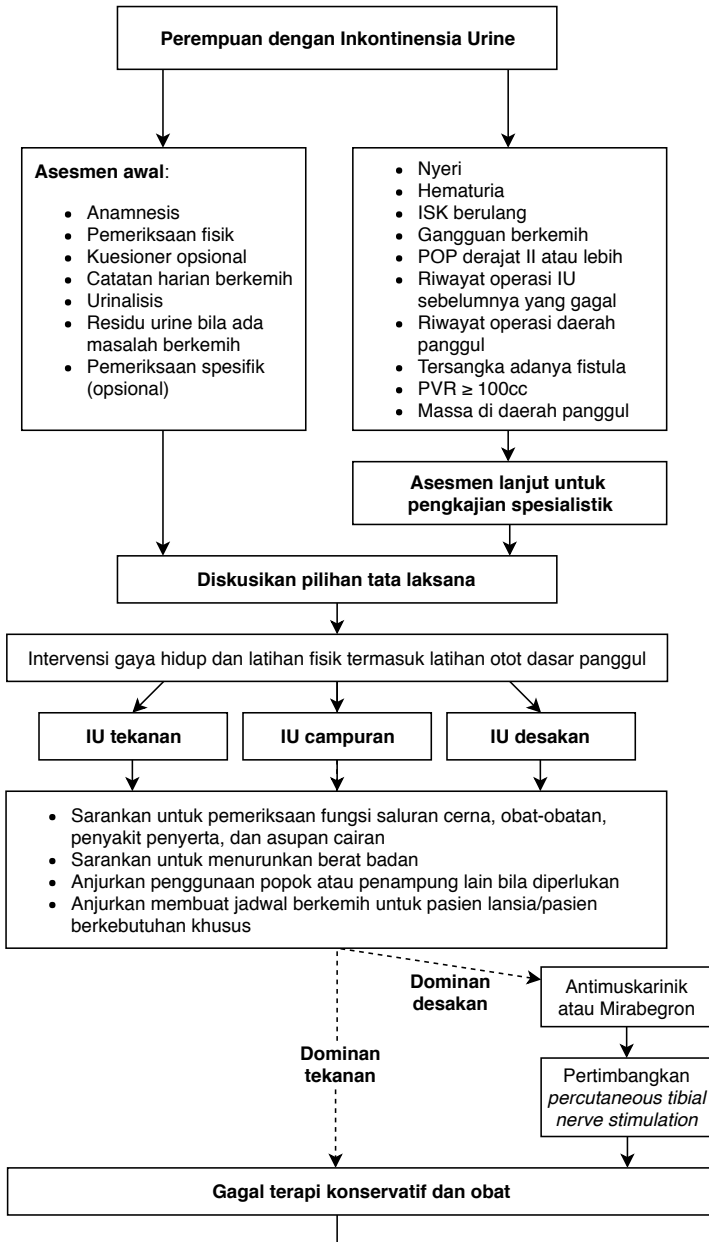 Perempuan dengan Inkontinensia Urine
Asesmen awal:
• Anamnesis
• Pemeriksaan fisik
• Kuesioner opsional
• Catatan harian berkemih
• Urinalisis
• Residu urine bila ada
masalah berkemih
• Pemeriksaan spesifik
(opsional)
• Nyeri
• Hematuria
• ISK berulang
• Gangguan berkemih
• POP derajat II atau lebih
• Riwayat operasi IU
sebelumnya yang gagal
• Riwayat operasi daerah
panggul
• Tersangka adanya fistula
• PVR ≥ 100cc
• Massa di daerah panggul
Asesmen lanjut untuk
pengkajian spesialistik
Diskusikan pilihan tata laksana
Intervensi gaya hidup dan latihan fisik termasuk latihan otot dasar panggul
IU tekanan
IU campuran
IU desakan
• Sarankan untuk pemeriksaan fungsi saluran cerna, obat-obatan,
penyakit penyerta, dan asupan cairan
• Sarankan untuk menurunkan berat badan
• Anjurkan penggunaan popok atau penampung lain bila diperlukan
• Anjurkan membuat jadwal berkemih untuk pasien lansia/pasien
berkebutuhan khusus
Dominan
desakan
Antimuskarinik
atau Mirabegron
Dominan
tekanan
Pertimbangkan
percutaneous tibial
nerve stimulation
Gagal terapi konservatif dan obat